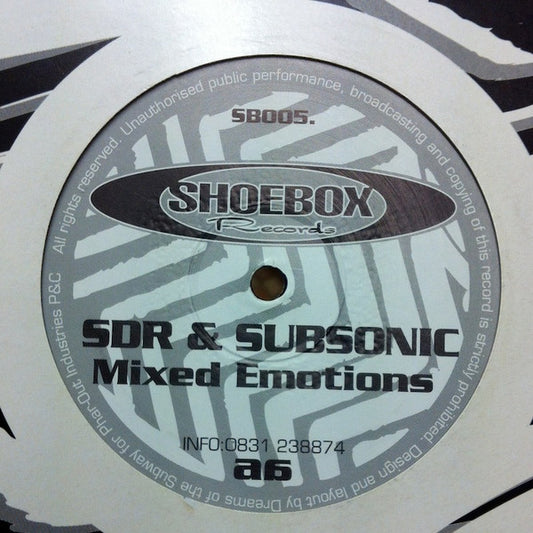 SB005.
SHOEBOX
Records
SDR & SUBSONIC
Mixed Emotions
INFO:0831 238874
a6
All rights reserved. Unauthorised public performance, broadcasting and copying of this record is strictly prohibited. Design and layout by Dreams of the Subway for Phar-Out Industries P&C